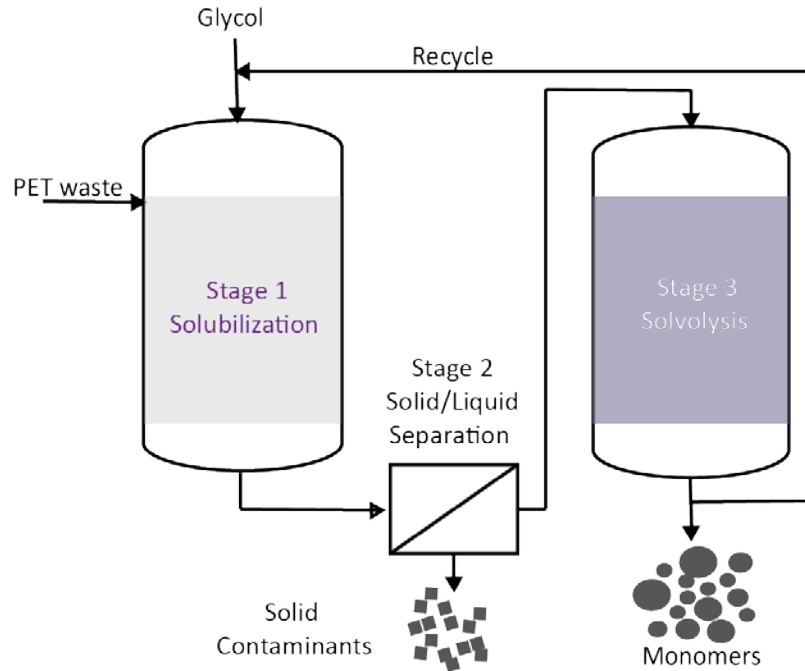 Glycol
Recycle
PET waste
Stage 1
Solubilization
Stage 2
Solid/Liquid
Separation
Stage 3
Solvolysis
Solid
Contaminants
Monomers